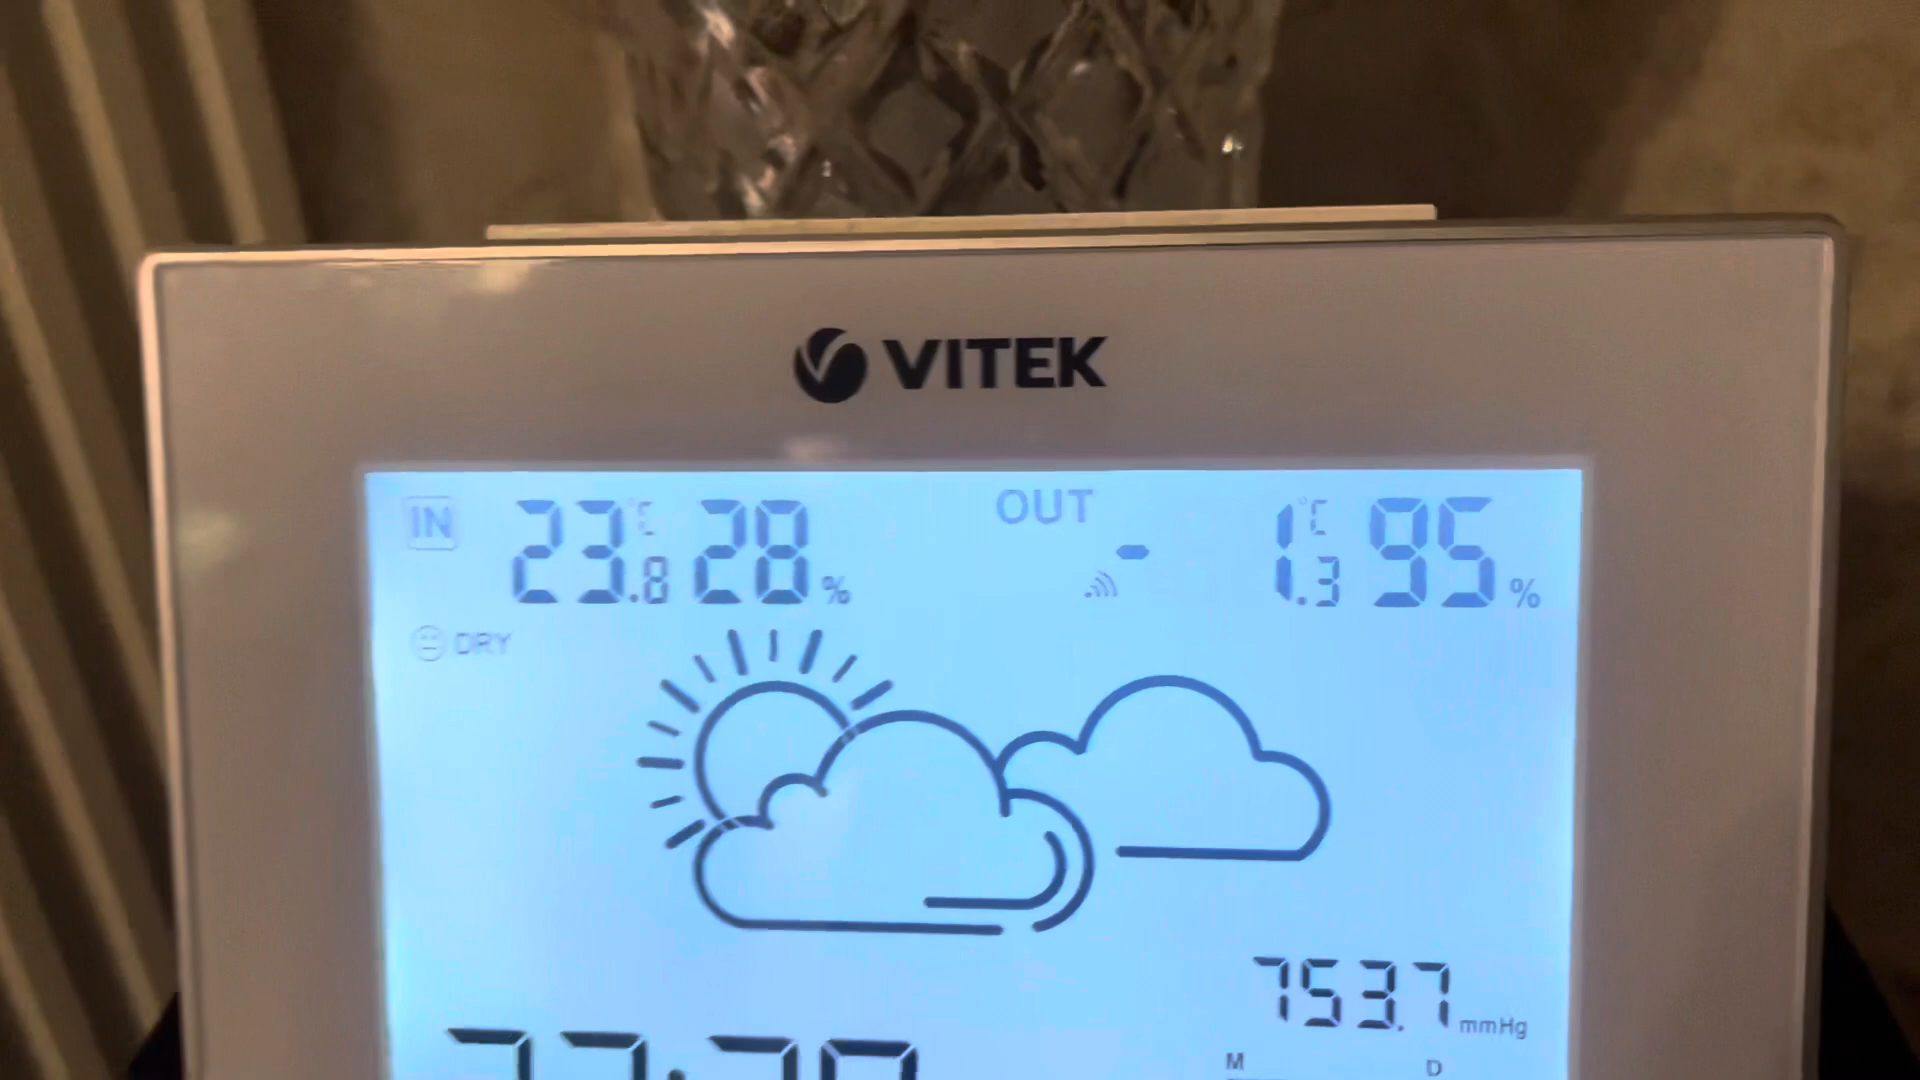 VITEK
IN 23.8 °C 28 % OUT - 1.3 °C 95 %
DRY
753.7 mmHg
M D